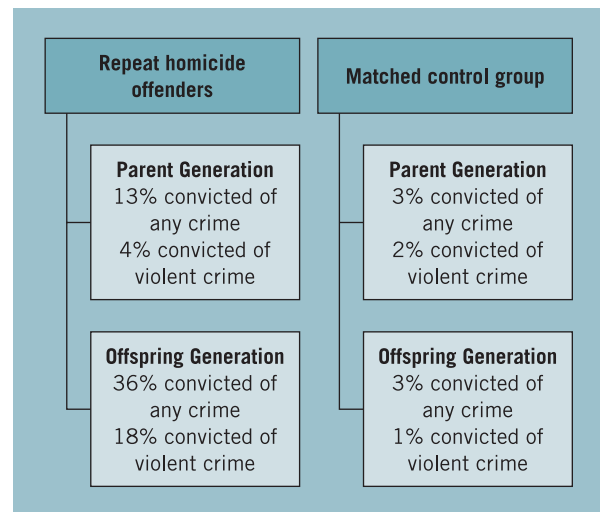 Repeat homicide
offenders
Parent Generation
13% convicted of
any crime
4% convicted of
violent crime
Offspring Generation
36% convicted of
any crime
18% convicted of
violent crime
Matched control group
Parent Generation
3% convicted of
any crime
2% convicted of
violent crime
Offspring Generation
3% convicted of
any crime
1% convicted of
violent crime